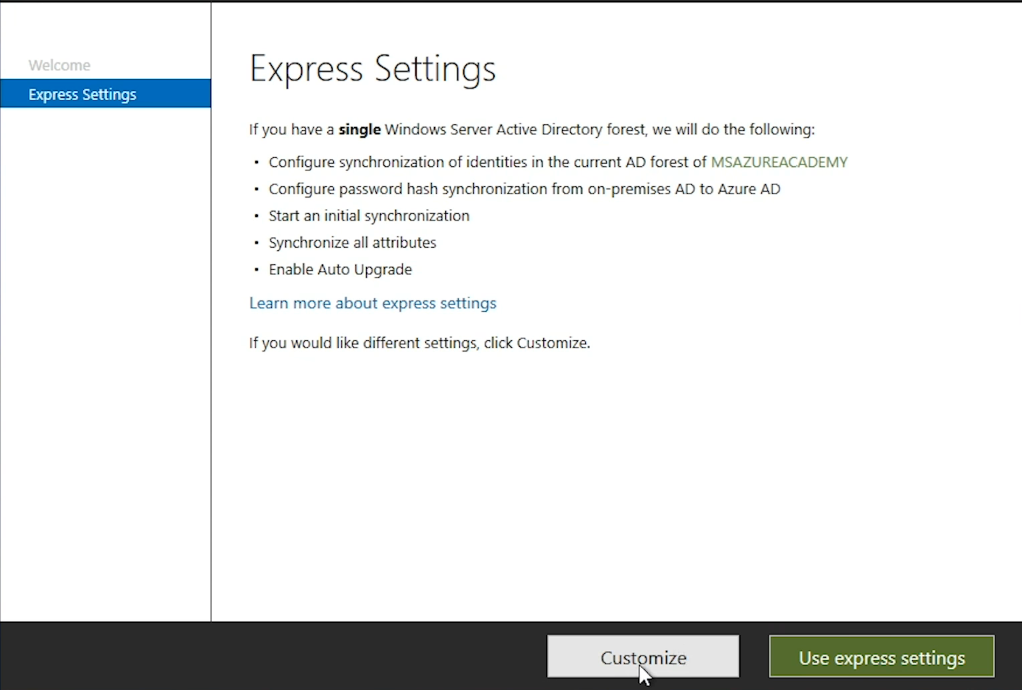 Welcome
Express Settings
Express Settings
If you have a single Windows Server Active Directory forest, we will do the following:
• Configure synchronization of identities in the current AD forest of MSAZUREACADEMY
• Configure password hash synchronization from on-premises AD to Azure AD
• Start an initial synchronization
• Synchronize all attributes
• Enable Auto Upgrade
Learn more about express settings
If you would like different settings, click Customize.
Customize
Use express settings